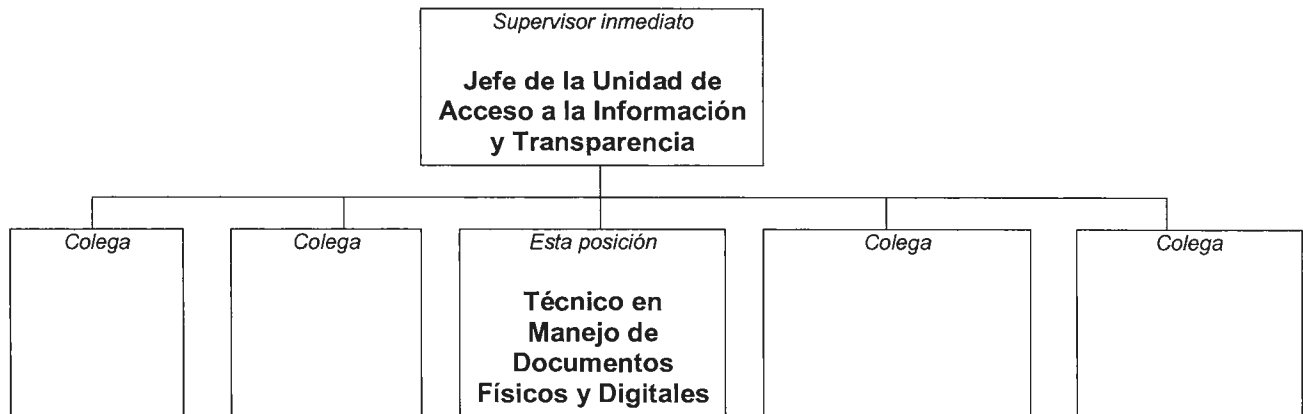 Supervisor inmediato
Jefe de la Unidad de
Acceso a la Información
y Transparencia
Colega
Colega
Esta posición
Técnico en
Manejo de
Documentos
Físicos y Digitales
Colega
Colega